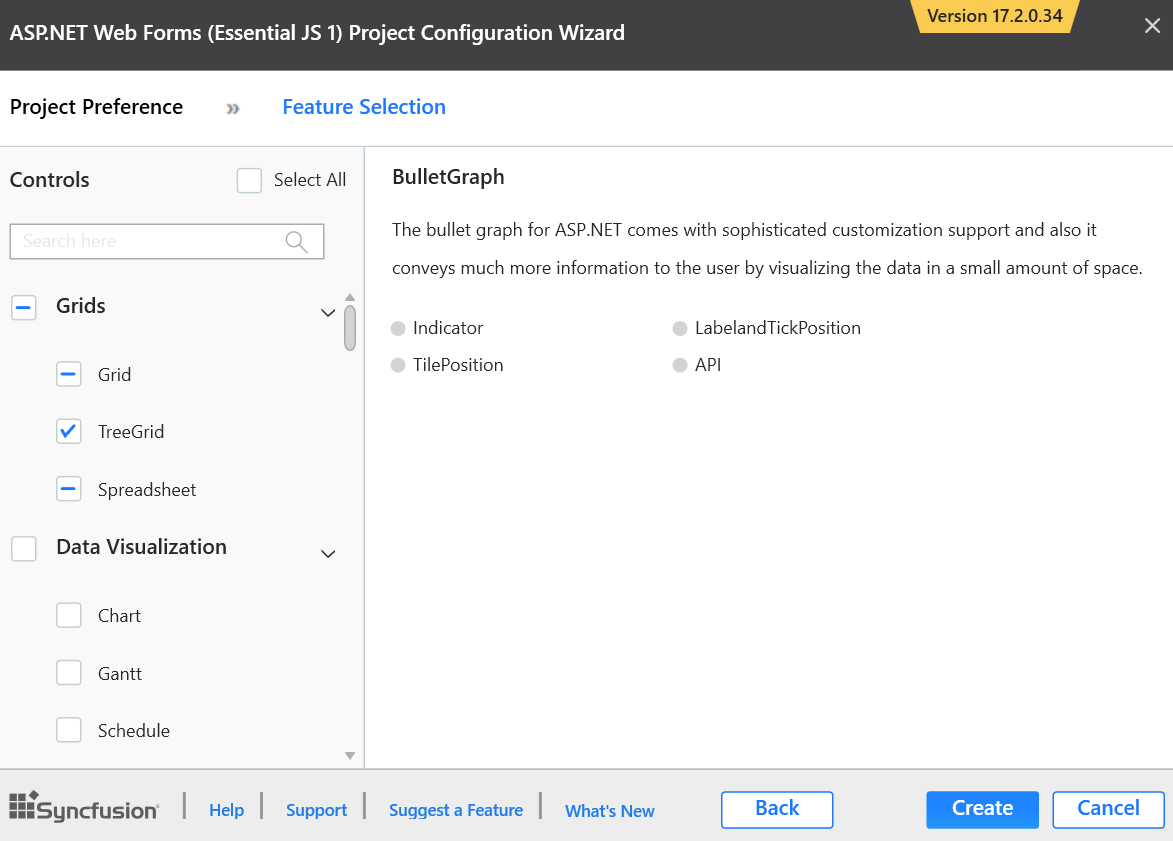 ASP.NET Web Forms (Essential JS 1) Project Configuration Wizard
Version 17.2.0.34
Project Preference » Feature Selection
Controls
Select All
Search here
Grids
Grid
TreeGrid
Spreadsheet
Data Visualization
Chart
Gantt
Schedule
BulletGraph
The bullet graph for ASP.NET comes with sophisticated customization support and also it
conveys much more information to the user by visualizing the data in a small amount of space.
Indicator
LabelandTickPosition
TilePosition
API
Syncfusion
Help
Support
Suggest a Feature
What's New
Back
Create
Cancel